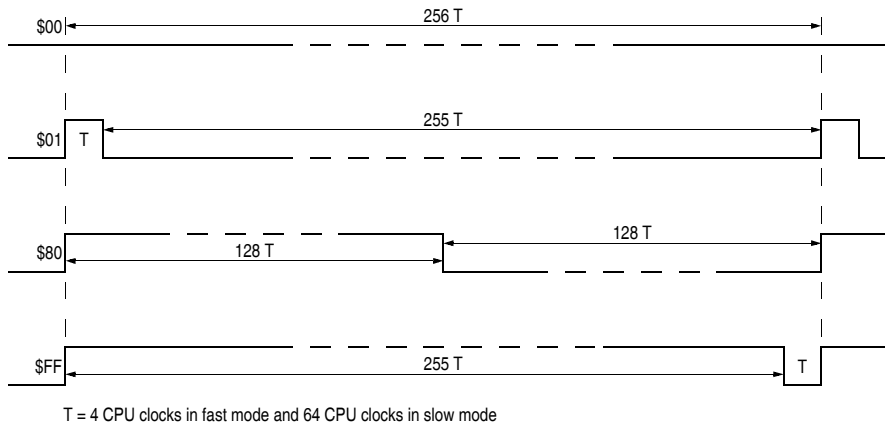 256 T
$00
255 T
$01
T
128 T
$80
128 T
$FF
255 T
T
T = 4 CPU clocks in fast mode and 64 CPU clocks in slow mode